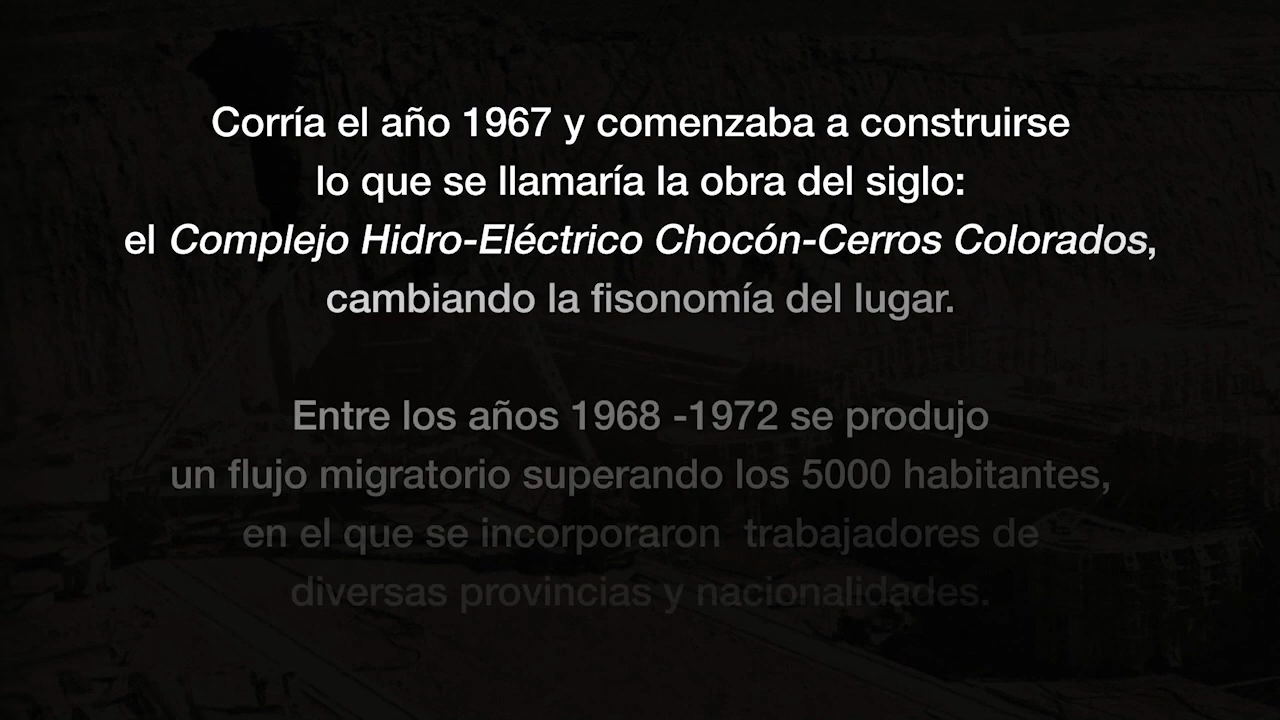 Corría el año 1967 y comenzaba a construirse
lo que se llamaría la obra del siglo:
el Complejo Hidro-Eléctrico Chocón-Cerros Colorados,
cambiando la fisonomía del lugar.
Entre los años 1968 -1972 se produjo
un flujo migratorio superando los 5000 habitantes,
en el que se incorporaron  trabajadores de
diversas provincias y nacionalidades.